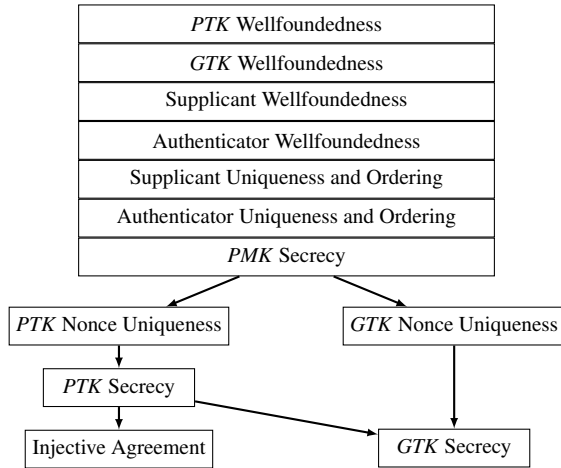 PTK Wellfoundedness
GTK Wellfoundedness
Supplicant Wellfoundedness
Authenticator Wellfoundedness
Supplicant Uniqueness and Ordering
Authenticator Uniqueness and Ordering
PMK Secrecy
PTK Nonce Uniqueness
GTK Nonce Uniqueness
PTK Secrecy
Injective Agreement
GTK Secrecy